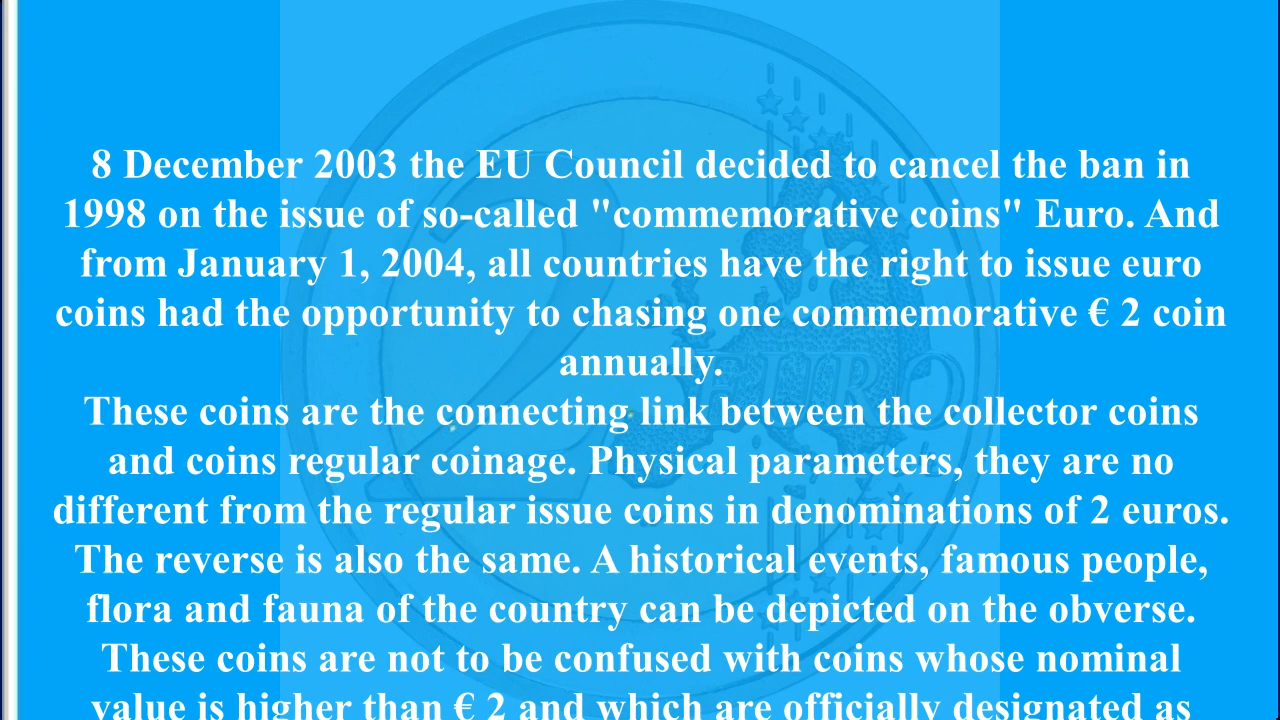 8 December 2003 the EU Council decided to cancel the ban in
1998 on the issue of so-called "commemorative coins" Euro. And
from January 1, 2004, all countries have the right to issue euro
coins had the opportunity to chasing one commemorative € 2 coin
annually.
These coins are the connecting link between the collector coins
and coins regular coinage. Physical parameters, they are no
different from the regular issue coins in denominations of 2 euros.
The reverse is also the same. A historical events, famous people,
flora and fauna of the country can be depicted on the obverse.
These coins are not to be confused with coins whose nominal
value is higher than € 2 and which are officially designated as
2 EURO